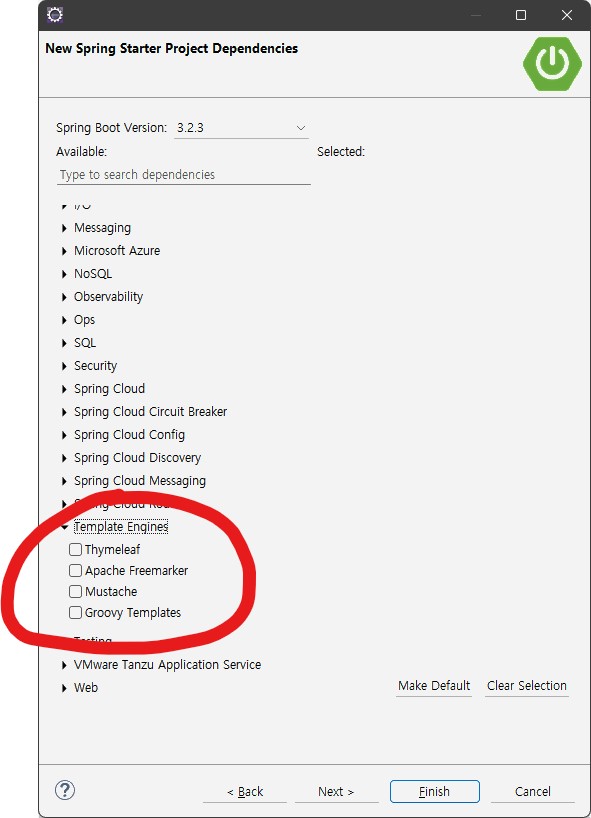 New Spring Starter Project Dependencies
Spring Boot Version: 3.2.3
Available: Selected:
Type to search dependencies
I/O
Messaging
Microsoft Azure
NoSQL
Observability
Ops
SQL
Security
Spring Cloud
Spring Cloud Circuit Breaker
Spring Cloud Config
Spring Cloud Discovery
Spring Cloud Messaging
Spring Cloud
Template Engines
Thymeleaf
Apache Freemarker
Mustache
Groovy Templates
Testing
VMware Tanzu Application Service
Web
Make Default Clear Selection
? < Back Next > Finish Cancel